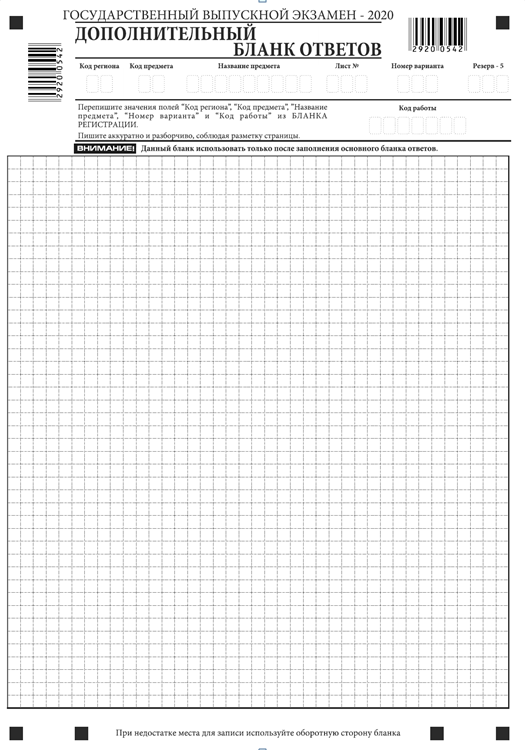 ГОСУДАРСТВЕННЫЙ ВЫПУСКНОЙ ЭКЗАМЕН - 2020
ДОПОЛНИТЕЛЬНЫЙ
БЛАНК ОТВЕТОВ
2920 0542
2920 0542
Код региона Код предмета Название предмета Лист № Номер варианта Резерв - 5
Перепишите значения полей "Код региона", "Код предмета", "Название
предмета", "Номер варианта" и "Код работы" из БЛАНКА
РЕГИСТРАЦИИ.
Пишите аккуратно и разборчиво, соблюдая разметку страницы.
Код работы
ВНИМАНИЕ! Данный бланк использовать только после заполнения основного бланка ответов.
При недостатке места для записи используйте оборотную сторону бланка